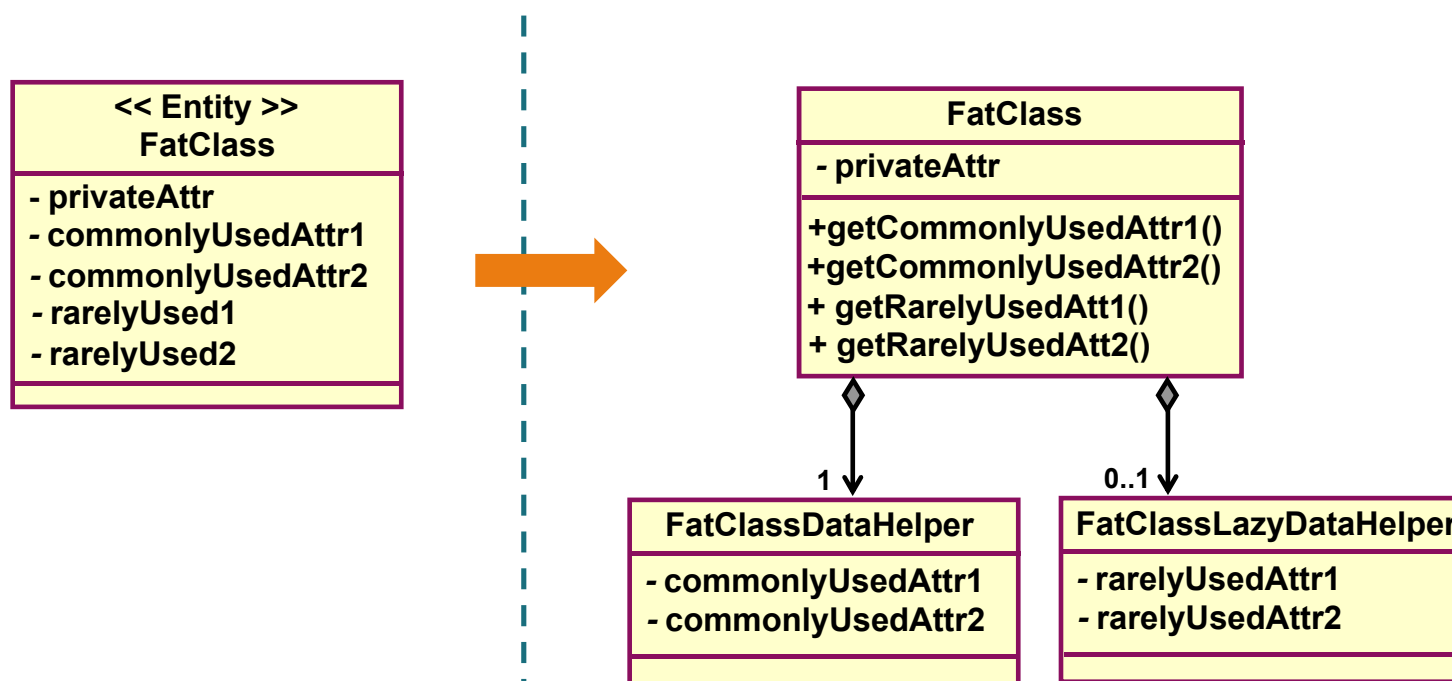 << Entity >>
FatClass
- privateAttr
- commonlyUsedAttr1
- commonlyUsedAttr2
- rarelyUsed1
- rarelyUsed2
FatClass
- privateAttr
+getCommonlyUsedAttr1()
+getCommonlyUsedAttr2()
+ getRarelyUsedAtt1()
+ getRarelyUsedAtt2()
1
0..1
FatClassDataHelper
- commonlyUsedAttr1
- commonlyUsedAttr2
FatClassLazyDataHelper
- rarelyUsedAttr1
- rarelyUsedAttr2